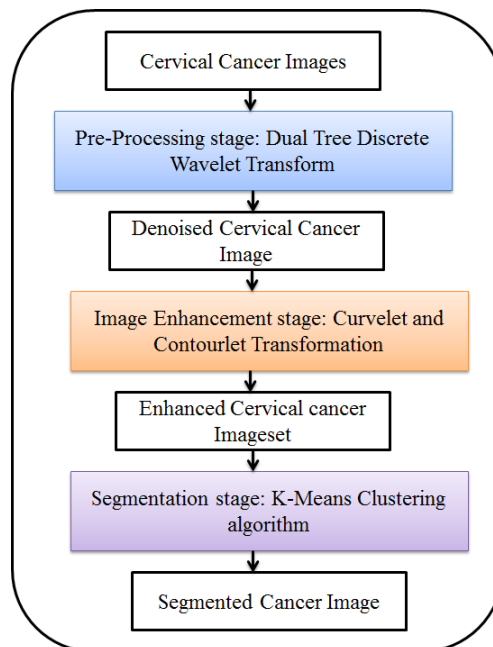 Cervical Cancer Images
Pre-Processing stage: Dual Tree Discrete
Wavelet Transform
Denoised Cervical Cancer
Image
Image Enhancement stage: Curvelet and
Contourlet Transformation
Enhanced Cervical cancer
Imageset
Segmentation stage: K-Means Clustering
algorithm
Segmented Cancer Image